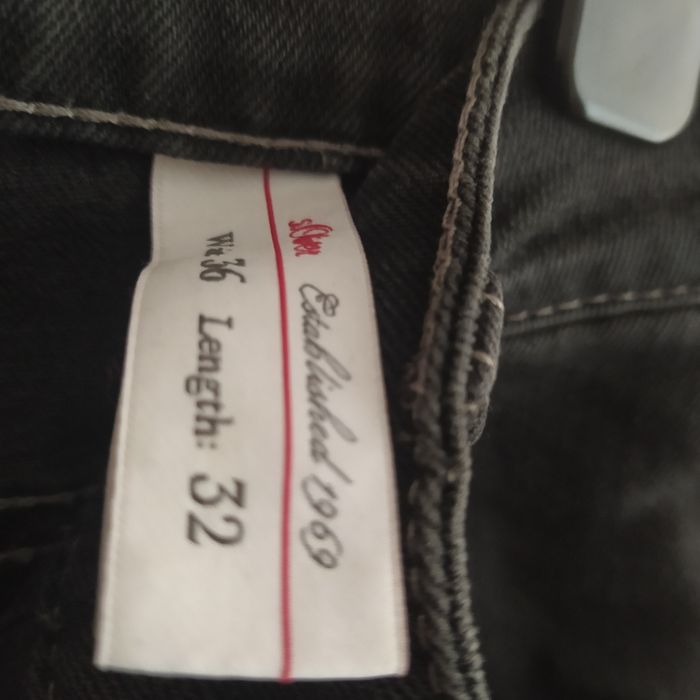 s.Oliver Established 1969
36 Length: 32